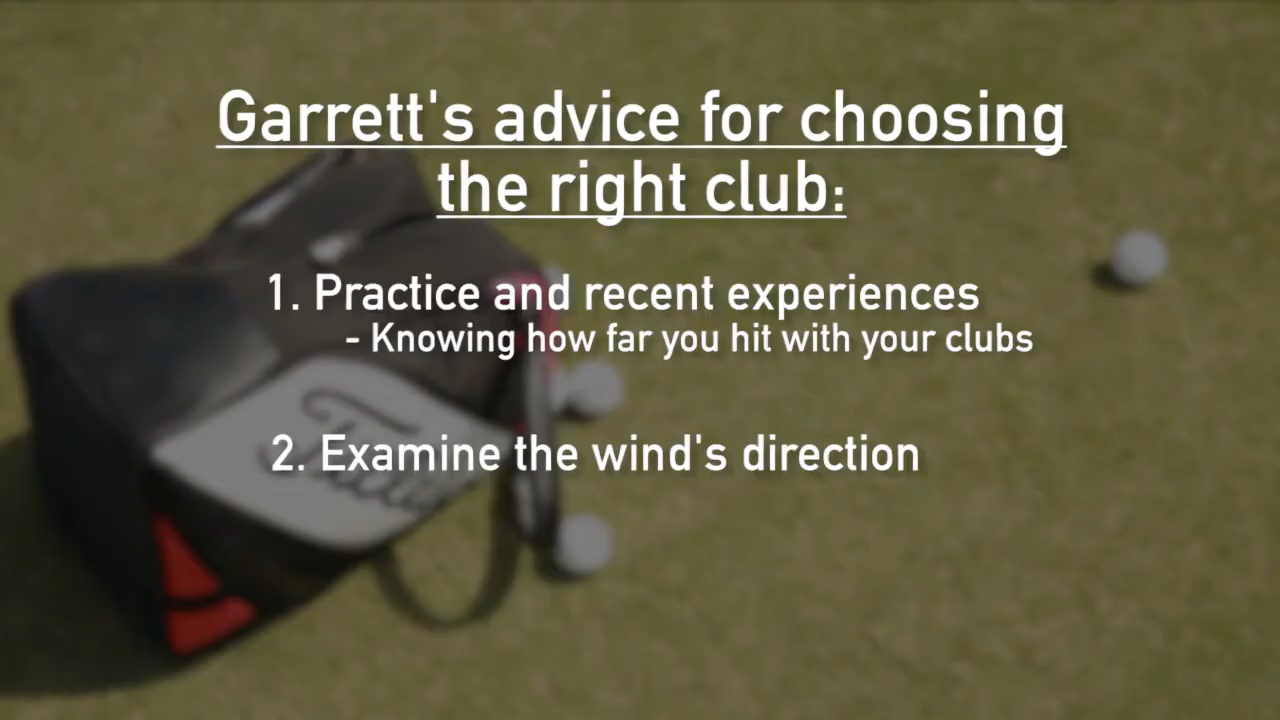 Garrett's advice for choosing
the right club:
1. Practice and recent experiences
- Knowing how far you hit with your clubs
2. Examine the wind's direction